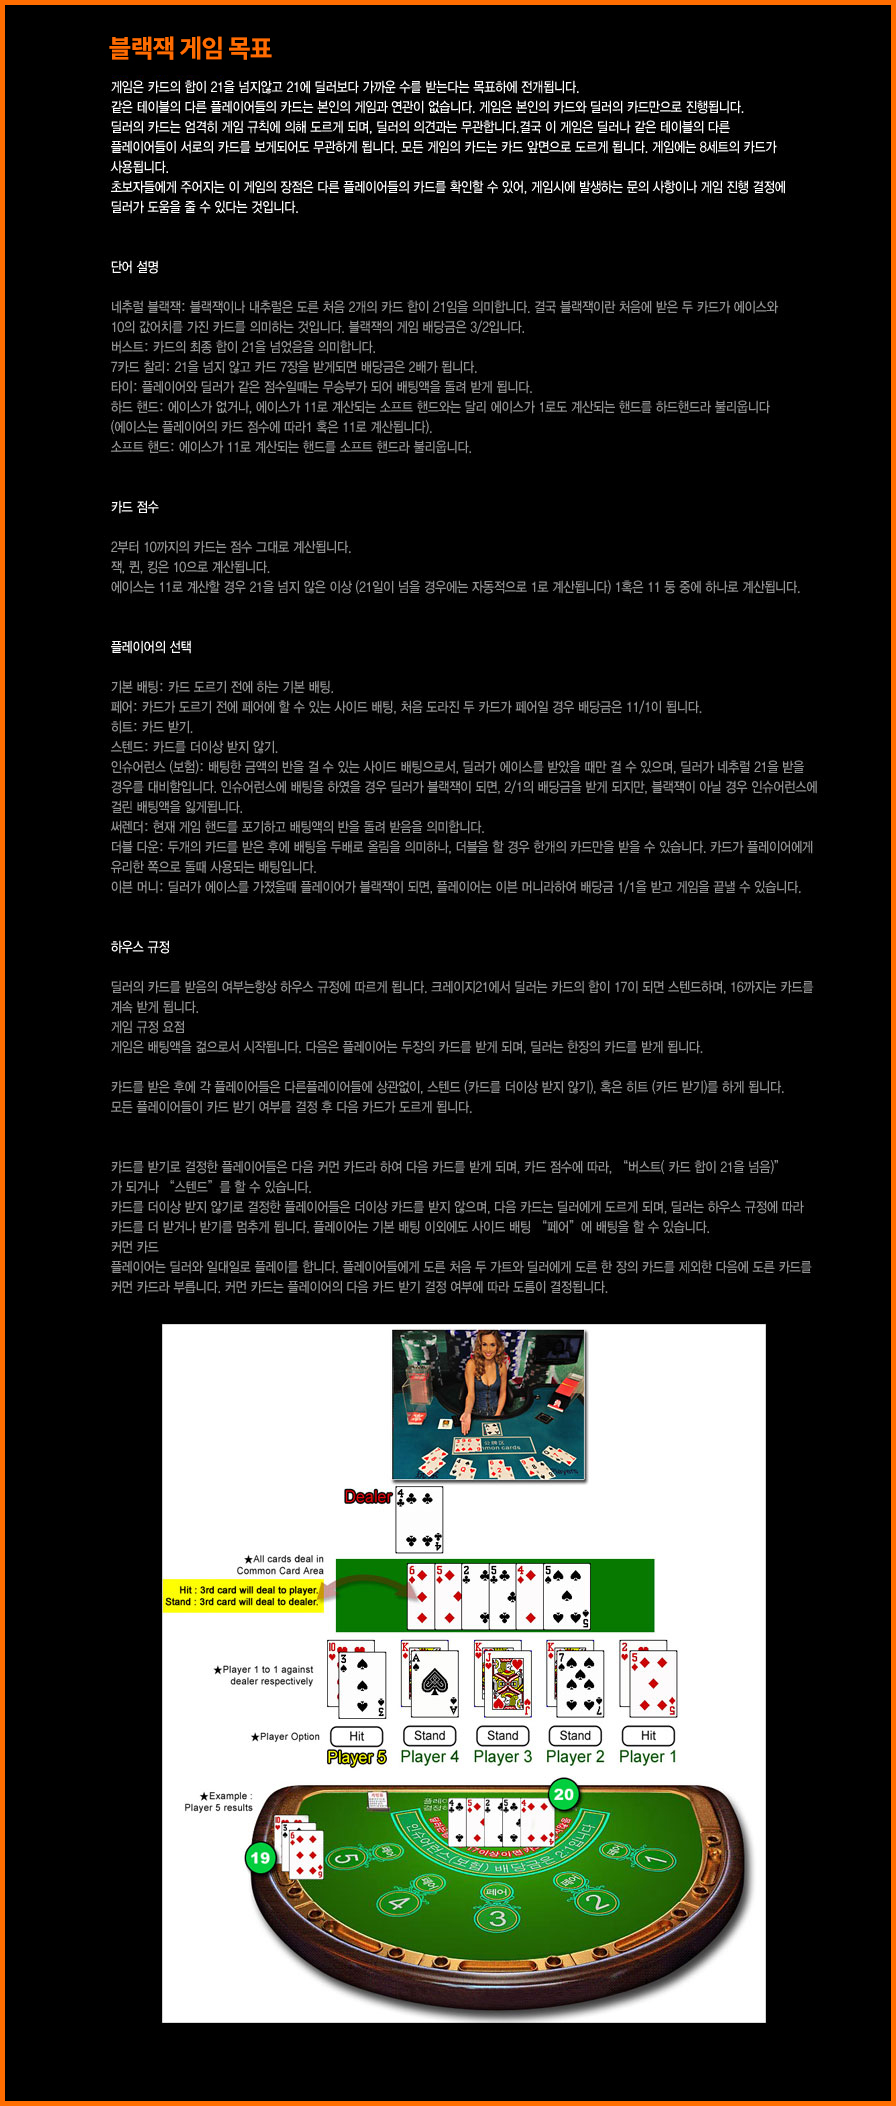 블랙잭 게임 목표
게임은 카드의 합이 21을 넘지않고 21에 딜러보다 가까운 수를 받는다는 목표하에 전개됩니다.
같은 테이블의 다른 플레이어들의 카드는 본인의 게임과 연관이 없습니다. 게임은 본인의 카드와 딜러의 카드만으로 진행됩니다.
딜러의 카드는 엄격히 게임 규칙에 의해 도르게 되며, 딜러의 의견과는 무관합니다.결국 이 게임은 딜러나 같은 테이블의 다른
플레이어들이 서로의 카드를 보게되어도 무관하게 됩니다. 모든 게임의 카드는 카드 앞면으로 도르게 됩니다. 게임에는 8세트의 카드가
사용됩니다.
초보자들에게 주어지는 이 게임의 장점은 다른 플레이어들의 카드를 확인할 수 있어, 게임시에 발생하는 문의 사항이나 게임 진행 결정에
딜러가 도움을 줄 수 있다는 것입니다.
단어 설명
네추럴 블랙잭: 블랙잭이나 내추럴은 도른 처음 2개의 카드 합이 21임을 의미합니다. 결국 블랙잭이란 처음에 받은 두 카드가 에이스와
10의 값어치를 가진 카드를 의미하는 것입니다. 블랙잭의 게임 배당금은 3/2입니다.
버스트: 카드의 최종 합이 21을 넘었음을 의미합니다.
7카드 찰리: 21을 넘지 않고 카드 7장을 받게되면 배당금은 2배가 됩니다.
타이: 플레이어와 딜러가 같은 점수일때는 무승부가 되어 배팅액을 돌려 받게 됩니다.
하드 핸드: 에이스가 없거나, 에이스가 11로 계산되는 소프트 핸드와는 달리 에이스가 1로도 계산되는 핸드를 하드핸드라 불리웁니다
(에이스는 플레이어의 카드 점수에 따라1 혹은 11로 계산됩니다).
소프트 핸드: 에이스가 11로 계산되는 핸드를 소프트 핸드라 불리웁니다.
카드 점수
2부터 10까지의 카드는 점수 그대로 계산됩니다.
잭, 퀸, 킹은 10으로 계산됩니다.
에이스는 11로 계산할 경우 21을 넘지 않은 이상 (21일이 넘을 경우에는 자동적으로 1로 계산됩니다) 1혹은 11 둥 중에 하나로 계산됩니다.
플레이어의 선택
기본 배팅: 카드 도르기 전에 하는 기본 배팅.
페어: 카드가 도르기 전에 페어에 할 수 있는 사이드 배팅, 처음 도라진 두 카드가 페어일 경우 배당금은 11/1이 됩니다.
히트: 카드 받기.
스텐드: 카드를 더이상 받지 않기.
인슈어런스 (보험): 배팅한 금액의 반을 걸 수 있는 사이드 배팅으로서, 딜러가 에이스를 받았을 때만 걸 수 있으며, 딜러가 네추럴 21을 받을
경우를 대비함입니다. 인슈어런스에 배팅을 하였을 경우 딜러가 블랙잭이 되면, 2/1의 배당금을 받게 되지만, 블랙잭이 아닐 경우 인슈어런스에
걸린 배팅액을 잃게됩니다.
써렌더: 현재 게임 핸드를 포기하고 배팅액의 반을 돌려 받음을 의미합니다.
더블 다운: 두개의 카드를 받은 후에 배팅을 두배로 올림을 의미하나, 더블을 할 경우 한개의 카드만을 받을 수 있습니다. 카드가 플레이어에게
유리한 쪽으로 돌때 사용되는 배팅입니다.
이븐 머니: 딜러가 에이스를 가졌을때 플레이어가 블랙잭이 되면, 플레이어는 이븐 머니라하여 배당금 1/1을 받고 게임을 끝낼 수 있습니다.
하우스 규정
딜러의 카드를 받음의 여부는항상 하우스 규정에 따르게 됩니다. 크레이지21에서 딜러는 카드의 합이 17이 되면 스텐드하며, 16까지는 카드를
계속 받게 됩니다.
게임 규정 요점
게임은 배팅액을 걺으로서 시작됩니다. 다음은 플레이어는 두장의 카드를 받게 되며, 딜러는 한장의 카드를 받게 됩니다.
카드를 받은 후에 각 플레이어들은 다른플레이어들에 상관없이, 스텐드 (카드를 더이상 받지 않기), 혹은 히트 (카드 받기)를 하게 됩니다.
모든 플레이어들이 카드 받기 여부를 결정 후 다음 카드가 도르게 됩니다.
카드를 받기로 결정한 플레이어들은 다음 커먼 카드라 하여 다음 카드를 받게 되며, 카드 점수에 따라, “버스트( 카드 합이 21을 넘음)”
가 되거나 “스텐드” 를 할 수 있습니다.
카드를 더이상 받지 않기로 결정한 플레이어들은 더이상 카드를 받지 않으며, 다음 카드는 딜러에게 도르게 되며, 딜러는 하우스 규정에 따라
카드를 더 받거나 받기를 멈추게 됩니다. 플레이어는 기본 배팅 이외에도 사이드 배팅 “페어” 에 배팅을 할 수 있습니다.
커먼 카드
플레이어는 딜러와 일대일로 플레이를 합니다. 플레이어들에게 도른 처음 두 가트와 딜러에게 도른 한 장의 카드를 제외한 다음에 도른 카드를
커먼 카드라 부릅니다. 커먼 카드는 플레이어의 다음 카드 받기 결정 여부에 따라 도름이 결정됩니다.
Dealer
4
★All cards deal in
Common Card Area
Hit : 3rd card will deal to player.
Stand : 3rd card will deal to dealer.
6 5 2 5 4 5
10 K K K 2
3 A J 7 5
★Player 1 to 1 against
dealer respectively
★Player Option
Hit Stand Stand Stand Hit
Player 5 Player 4 Player 3 Player 2 Player 1
★Example :
Player 5 results
20
4 5 2 5 4
10 3 6
19
인슈어런스(보험) 배당금은 2:1입니다
페어 페어 페어 페어 페어
5 4 3 2 1